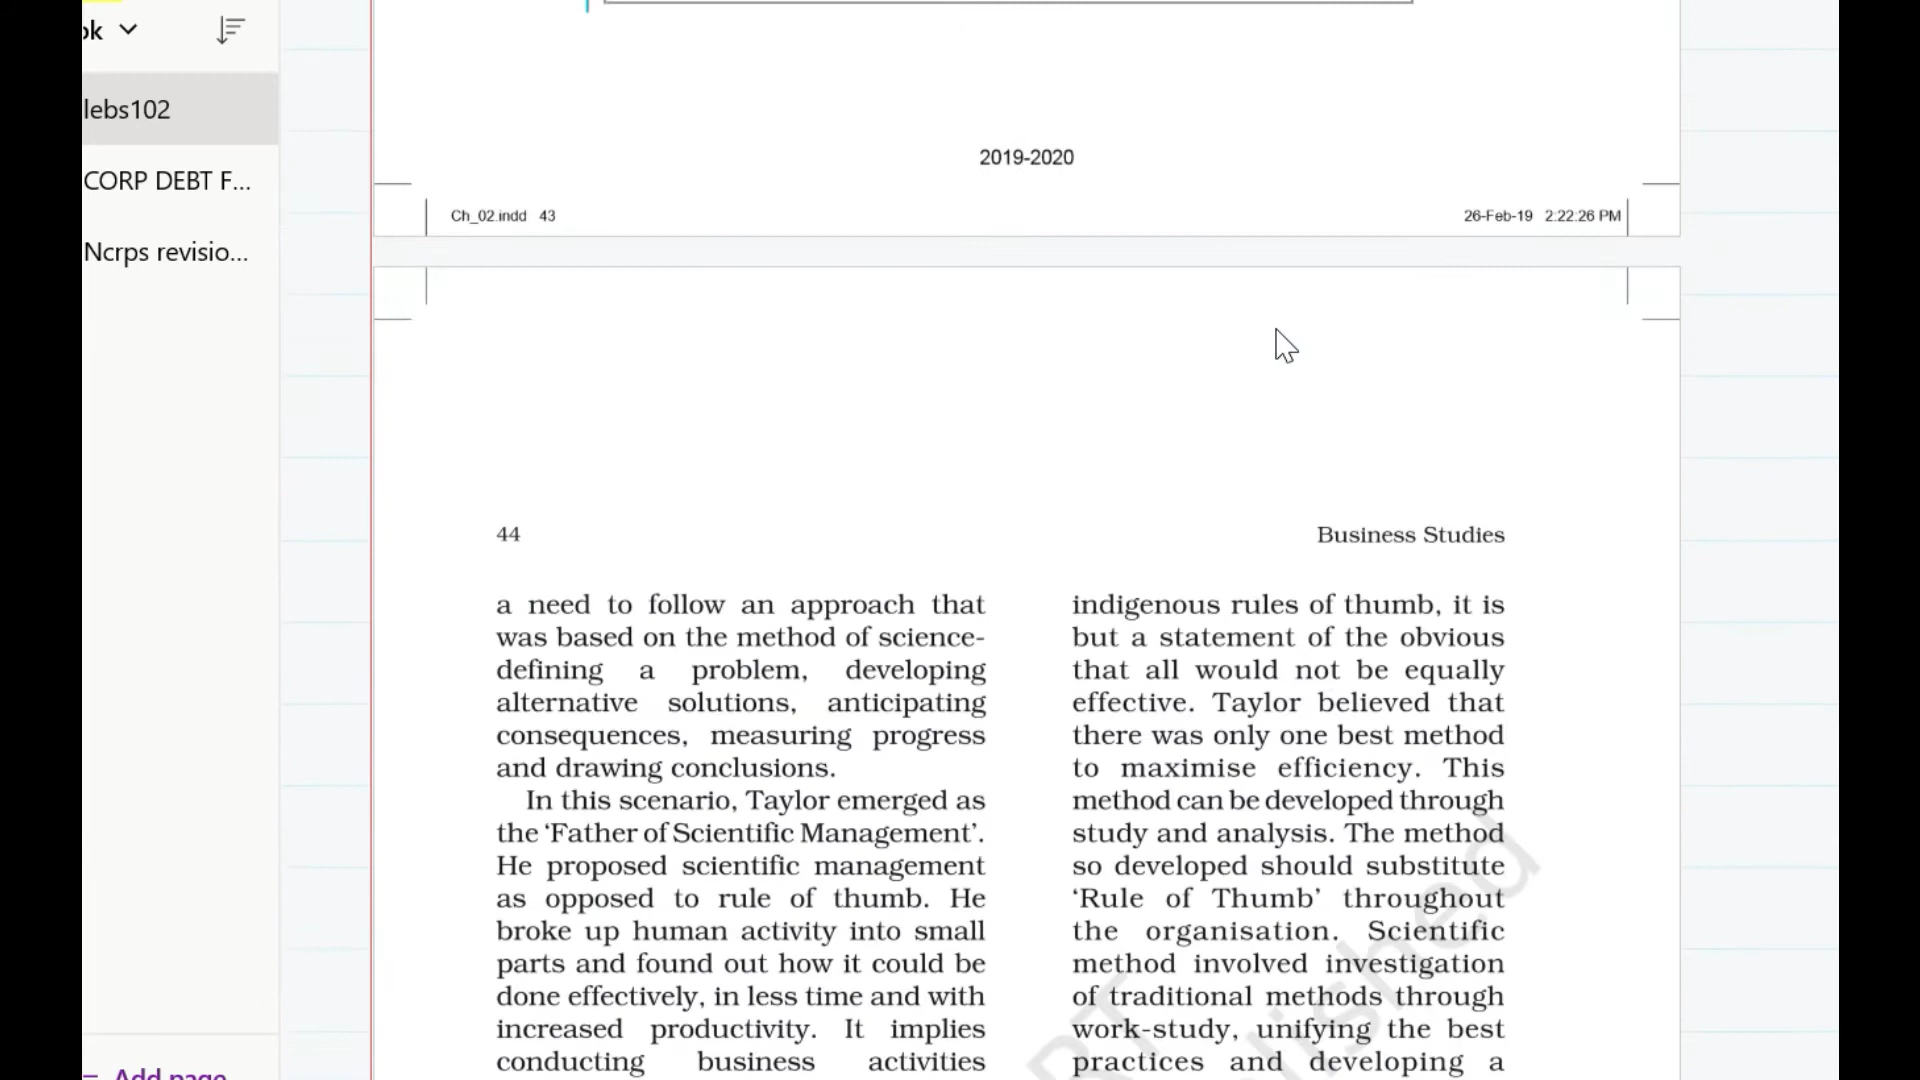 ok
lebs102
CORP DEBT F...
Ncrps revisio...
Add page
2019-2020
Ch_02.indd 43
26-Feb-19 2:22:26 PM
44
Business Studies
a need to follow an approach that
was based on the method of science-
defining a problem, developing
alternative solutions, anticipating
consequences, measuring progress
and drawing conclusions.
In this scenario, Taylor emerged as
the ‘Father of Scientific Management’.
He proposed scientific management
as opposed to rule of thumb. He
broke up human activity into small
parts and found out how it could be
done effectively, in less time and with
increased productivity. It implies
conducting business activities
indigenous rules of thumb, it is
but a statement of the obvious
that all would not be equally
effective. Taylor believed that
there was only one best method
to maximise efficiency. This
method can be developed through
study and analysis. The method
so developed should substitute
‘Rule of Thumb’ throughout
the organisation. Scientific
method involved investigation
of traditional methods through
work-study, unifying the best
practices and developing a